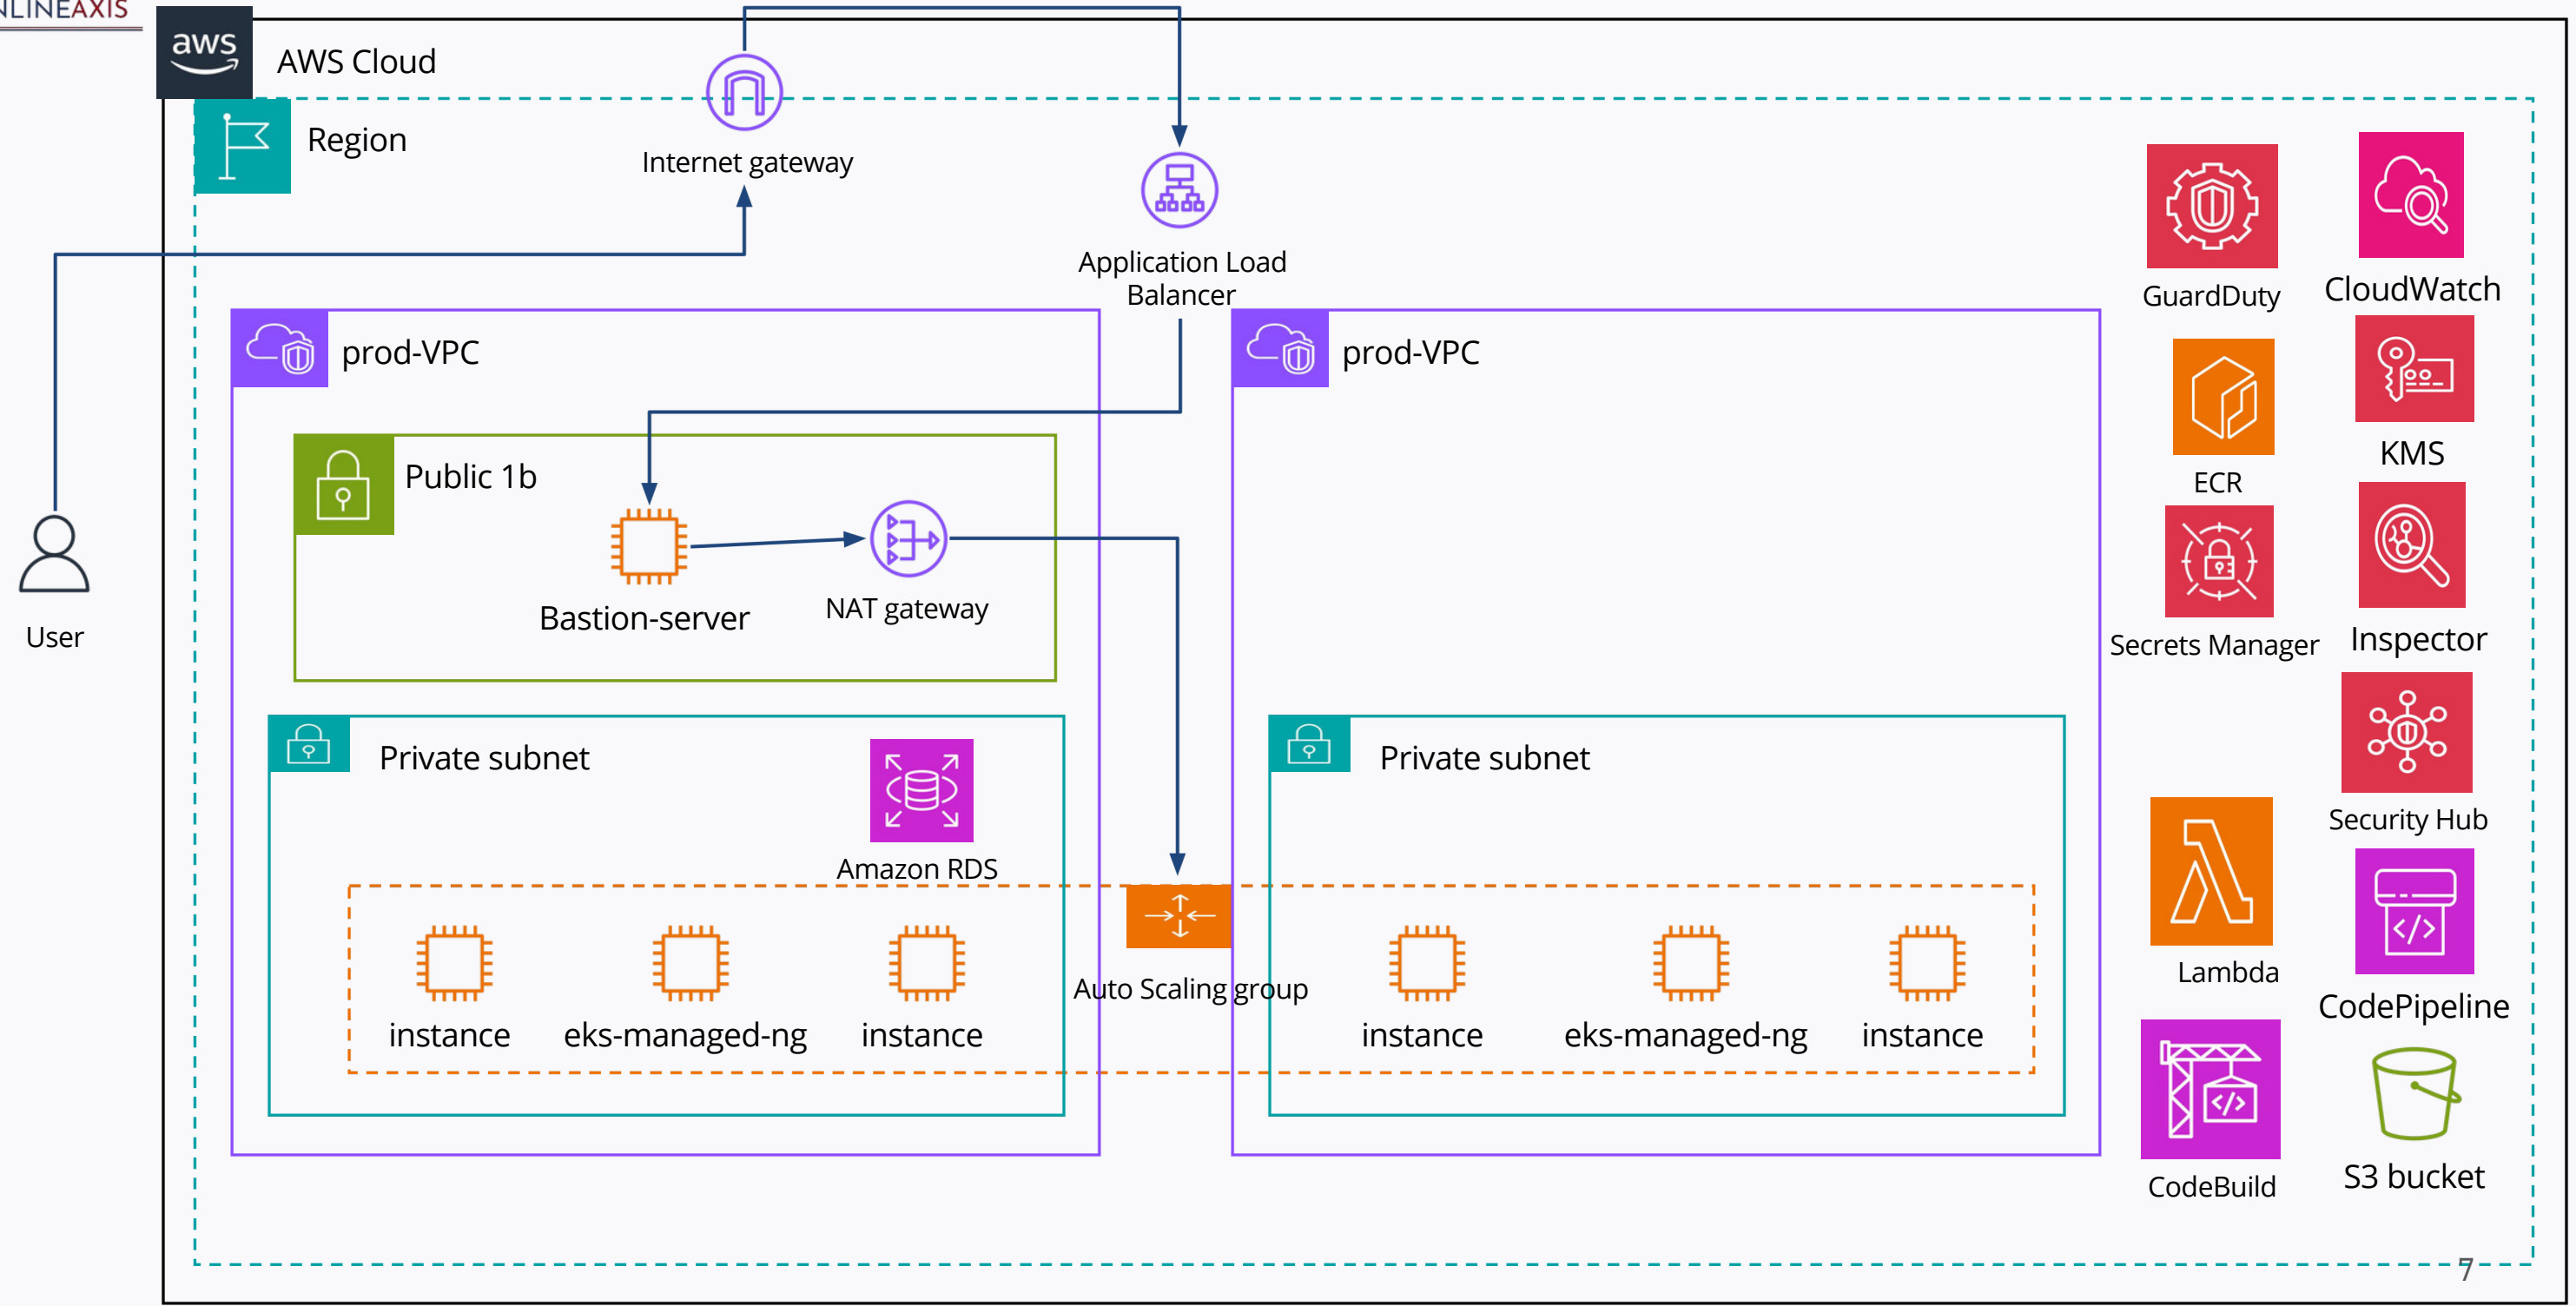 NLINEAXIS
aws
AWS Cloud
Region
Internet gateway
Application Load
Balancer
GuardDuty
CloudWatch
prod-VPC
prod-VPC
KMS
Public 1b
ECR
Bastion-server
NAT gateway
User
Secrets Manager
Inspector
Private subnet
Private subnet
Security Hub
Amazon RDS
Auto Scaling group
Lambda
CodePipeline
instance
eks-managed-ng
instance
instance
eks-managed-ng
instance
CodeBuild
S3 bucket
7